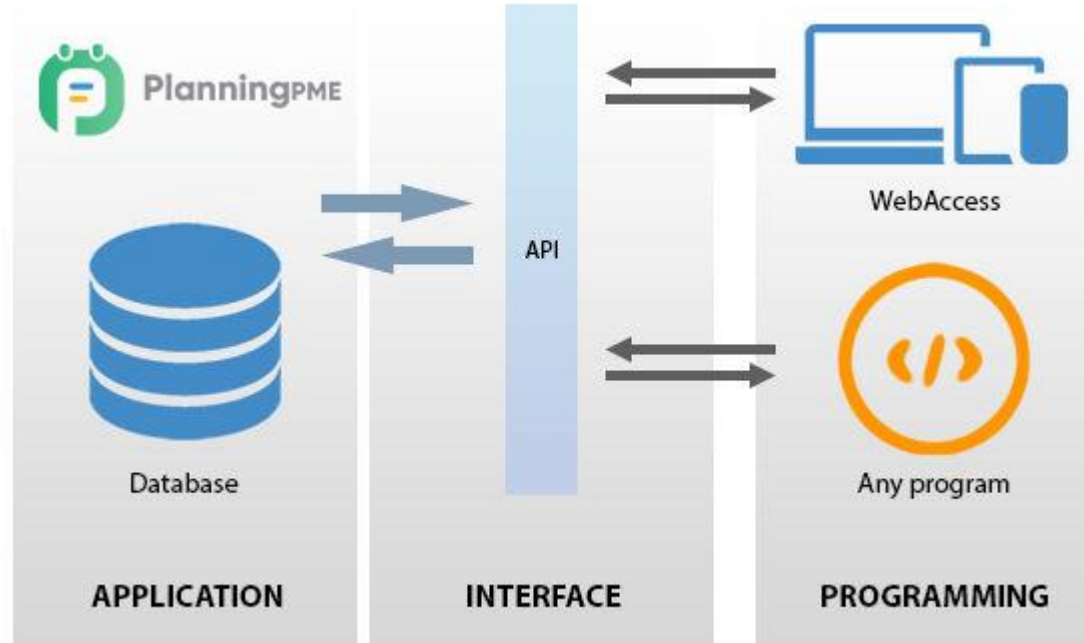 PlanningPME
WebAccess
API
Database
Any program
APPLICATION
INTERFACE
PROGRAMMING